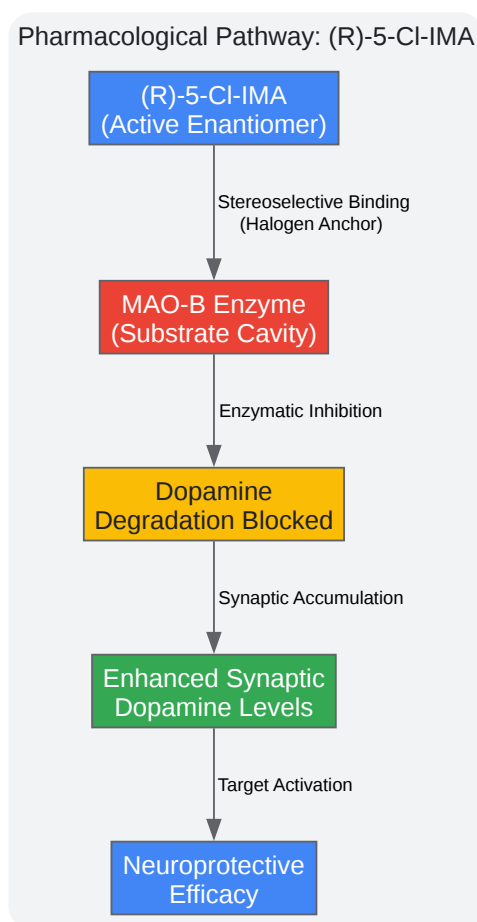 Pharmacological Pathway: (R)-5-Cl-IMA
(R)-5-Cl-IMA
(Active Enantiomer)
Stereoselective Binding
(Halogen Anchor)
MAO-B Enzyme
(Substrate Cavity)
Enzymatic Inhibition
Dopamine
Degradation Blocked
Synaptic Accumulation
Enhanced Synaptic
Dopamine Levels
Target Activation
Neuroprotective
Efficacy